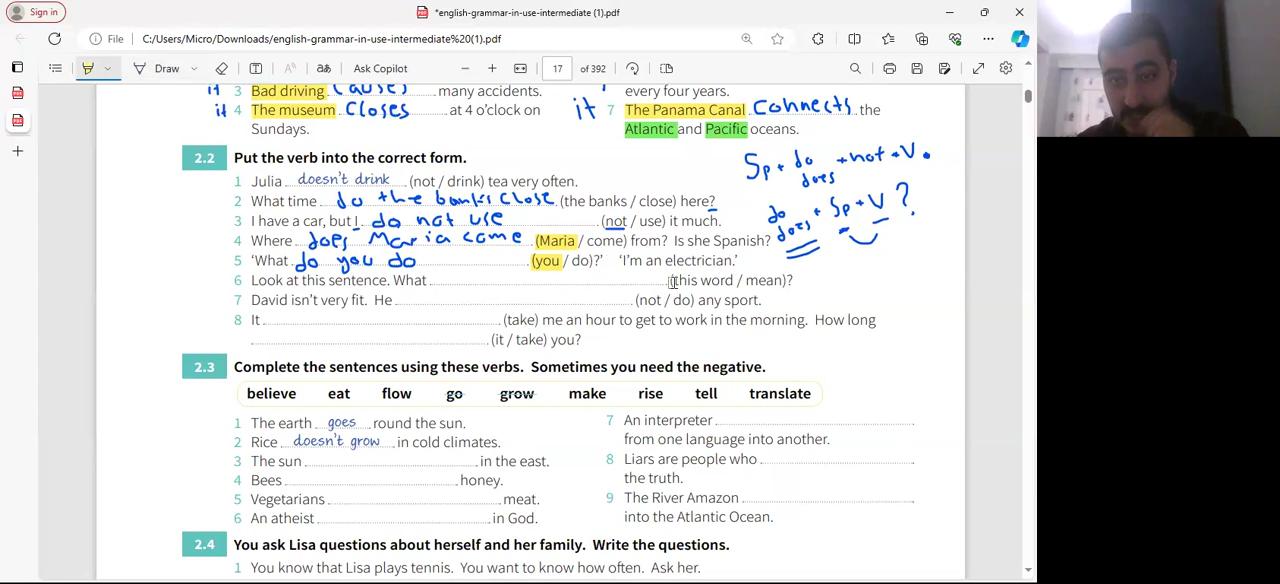 Sign in
*english-grammar-in-use-intermediate (1).pdf
File C:/Users/Micro/Downloads/english-grammar-in-use-intermediate%20(1).pdf
Draw Ask Copilot 17 of 392
it 3 Bad driving causes many accidents.
it 4 The museum closes at 4 o'clock on
Sundays.
every four years.
it 7 The Panama Canal connects the
Atlantic and Pacific oceans.
2.2 Put the verb into the correct form.
1 Julia doesn't drink (not / drink) tea very often.
2 What time do the banks close (the banks / close) here?
3 I have a car, but I do not use (not / use) it much.
4 Where does Maria come (Maria / come) from? Is she Spanish?
5 'What do you do (you / do)?' 'I'm an electrician.'
6 Look at this sentence. What (this word / mean)?
7 David isn't very fit. He (not / do) any sport.
8 It (take) me an hour to get to work in the morning. How long
(it / take) you?
Sp + do + not + V.
does
do + Sp + V ?
does
2.3 Complete the sentences using these verbs. Sometimes you need the negative.
believe eat flow go grow make rise tell translate
1 The earth goes round the sun.
2 Rice doesn't grow in cold climates.
3 The sun in the east.
4 Bees honey.
5 Vegetarians meat.
6 An atheist in God.
7 An interpreter
from one language into another.
8 Liars are people who
the truth.
9 The River Amazon
into the Atlantic Ocean.
2.4 You ask Lisa questions about herself and her family. Write the questions.
1 You know that Lisa plays tennis. You want to know how often. Ask her.